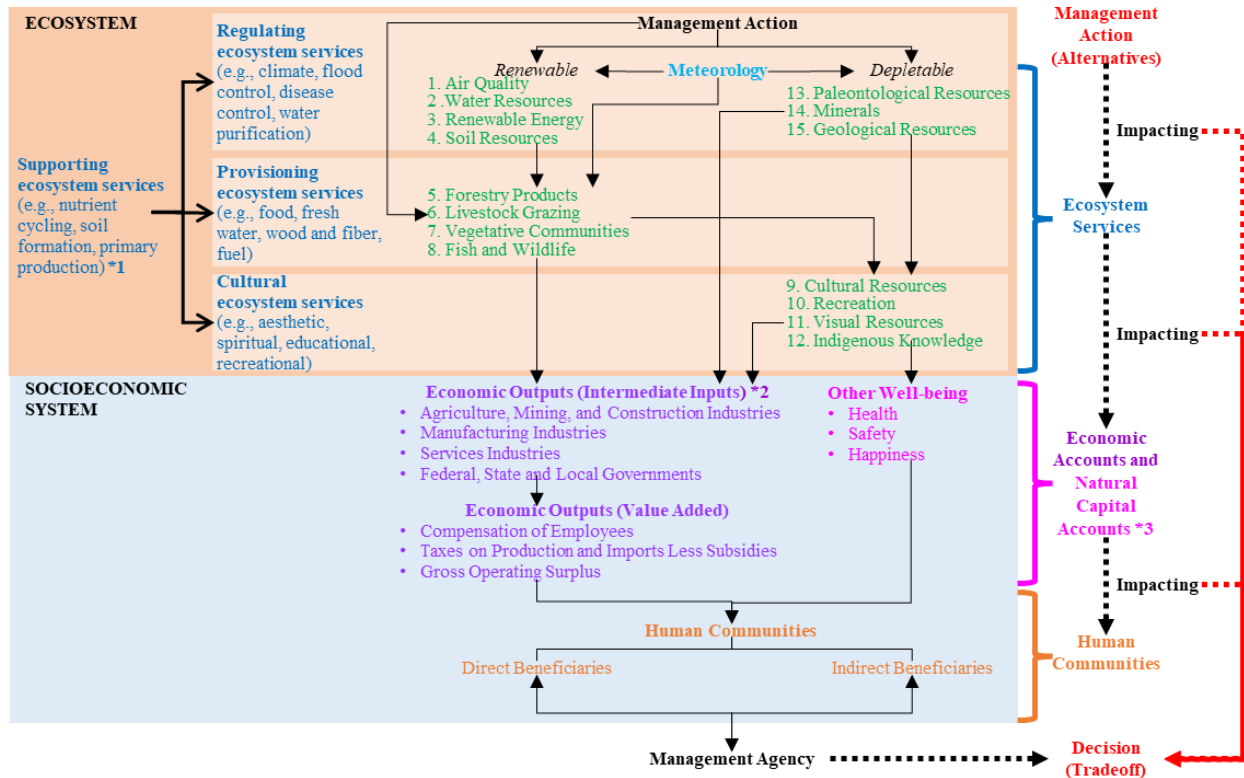 ECOSYSTEM
Regulating
ecosystem services
(e.g., climate, flood
control, disease
control, water
purification)
Supporting
ecosystem services
(e.g., nutrient
cycling, soil
formation, primary
production) *1
Provisioning
ecosystem services
(e.g., food, fresh
water, wood and fiber,
fuel)
Cultural
ecosystem services
(e.g., aesthetic,
spiritual, educational,
recreational)
Management Action
Renewable
Meteorology
Depletable
1. Air Quality
2. Water Resources
3. Renewable Energy
4. Soil Resources
13. Paleontological Resources
14. Minerals
15. Geological Resources
5. Forestry Products
6. Livestock Grazing
7. Vegetative Communities
8. Fish and Wildlife
9. Cultural Resources
10. Recreation
11. Visual Resources
12. Indigenous Knowledge
SOCIOECONOMIC
SYSTEM
Economic Outputs (Intermediate Inputs) *2
• Agriculture, Mining, and Construction Industries
• Manufacturing Industries
• Services Industries
• Federal, State and Local Governments
Other Well-being
• Health
• Safety
• Happiness
Economic Outputs (Value Added)
• Compensation of Employees
• Taxes on Production and Imports Less Subsidies
• Gross Operating Surplus
Human Communities
Direct Beneficiaries
Indirect Beneficiaries
Management Agency
Management
Action
(Alternatives)
Impacting
Ecosystem
Services
Impacting
Economic
Accounts and
Natural
Capital
Accounts *3
Impacting
Human
Communities
Decision
(Tradeoff)